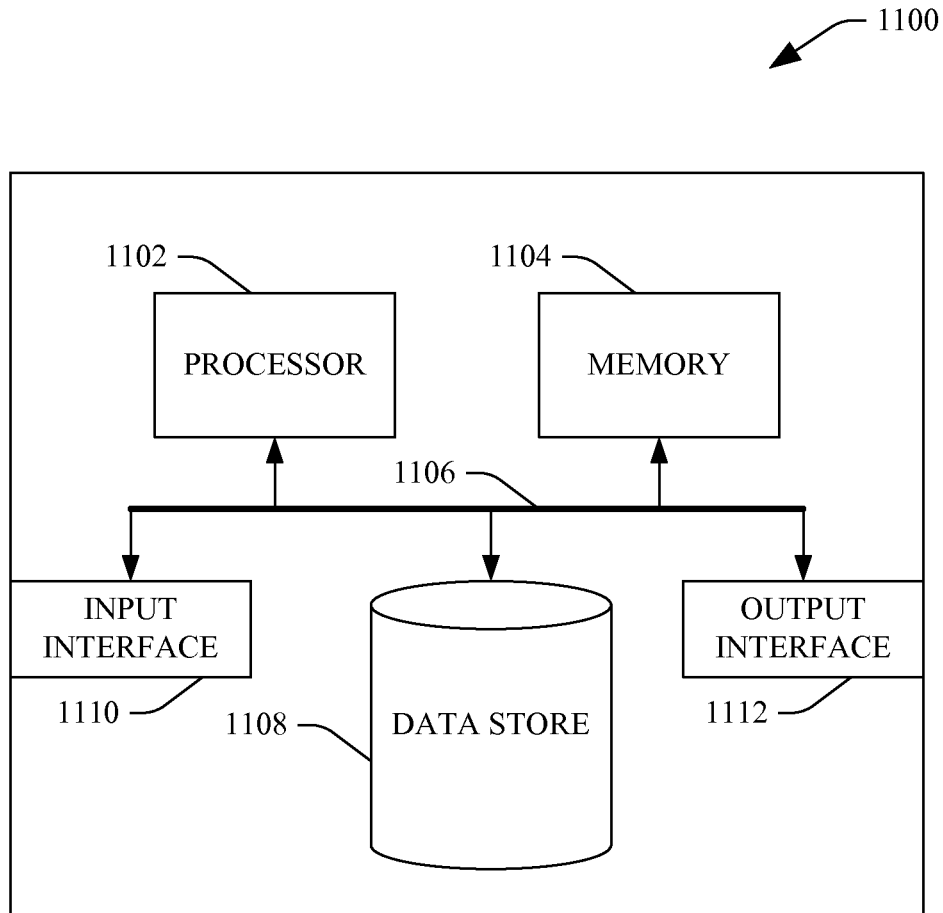 1100
1102
1104
PROCESSOR
MEMORY
1106
INPUT
INTERFACE
OUTPUT
INTERFACE
1110
1108
DATA STORE
1112